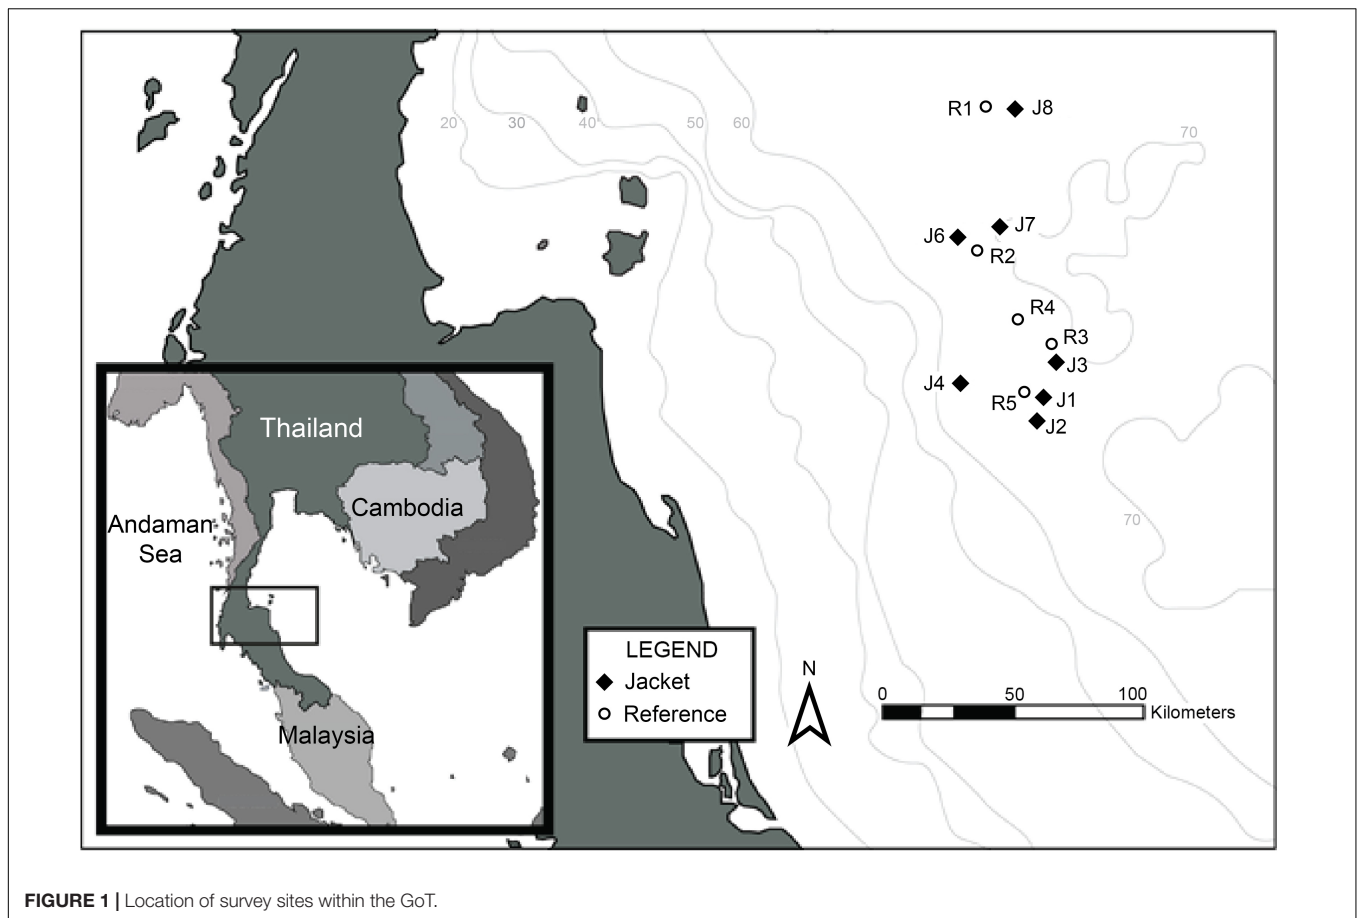 R1 J8
20 30 40 50 60
70
J7
J6
R2
R4
R3
J3
J4
R5 J1
J2
Thailand
Cambodia
Andaman
Sea
70
Malaysia
LEGEND
Jacket
Reference
N
0 50 100
Kilometers
FIGURE 1 | Location of survey sites within the GoT.